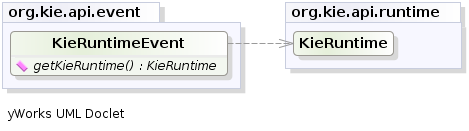 org.kie.api.event
org.kie.api.runtime
KieRuntimeEvent
KieRuntime
getKieRuntime() : KieRuntime
yWorks UML Doclet